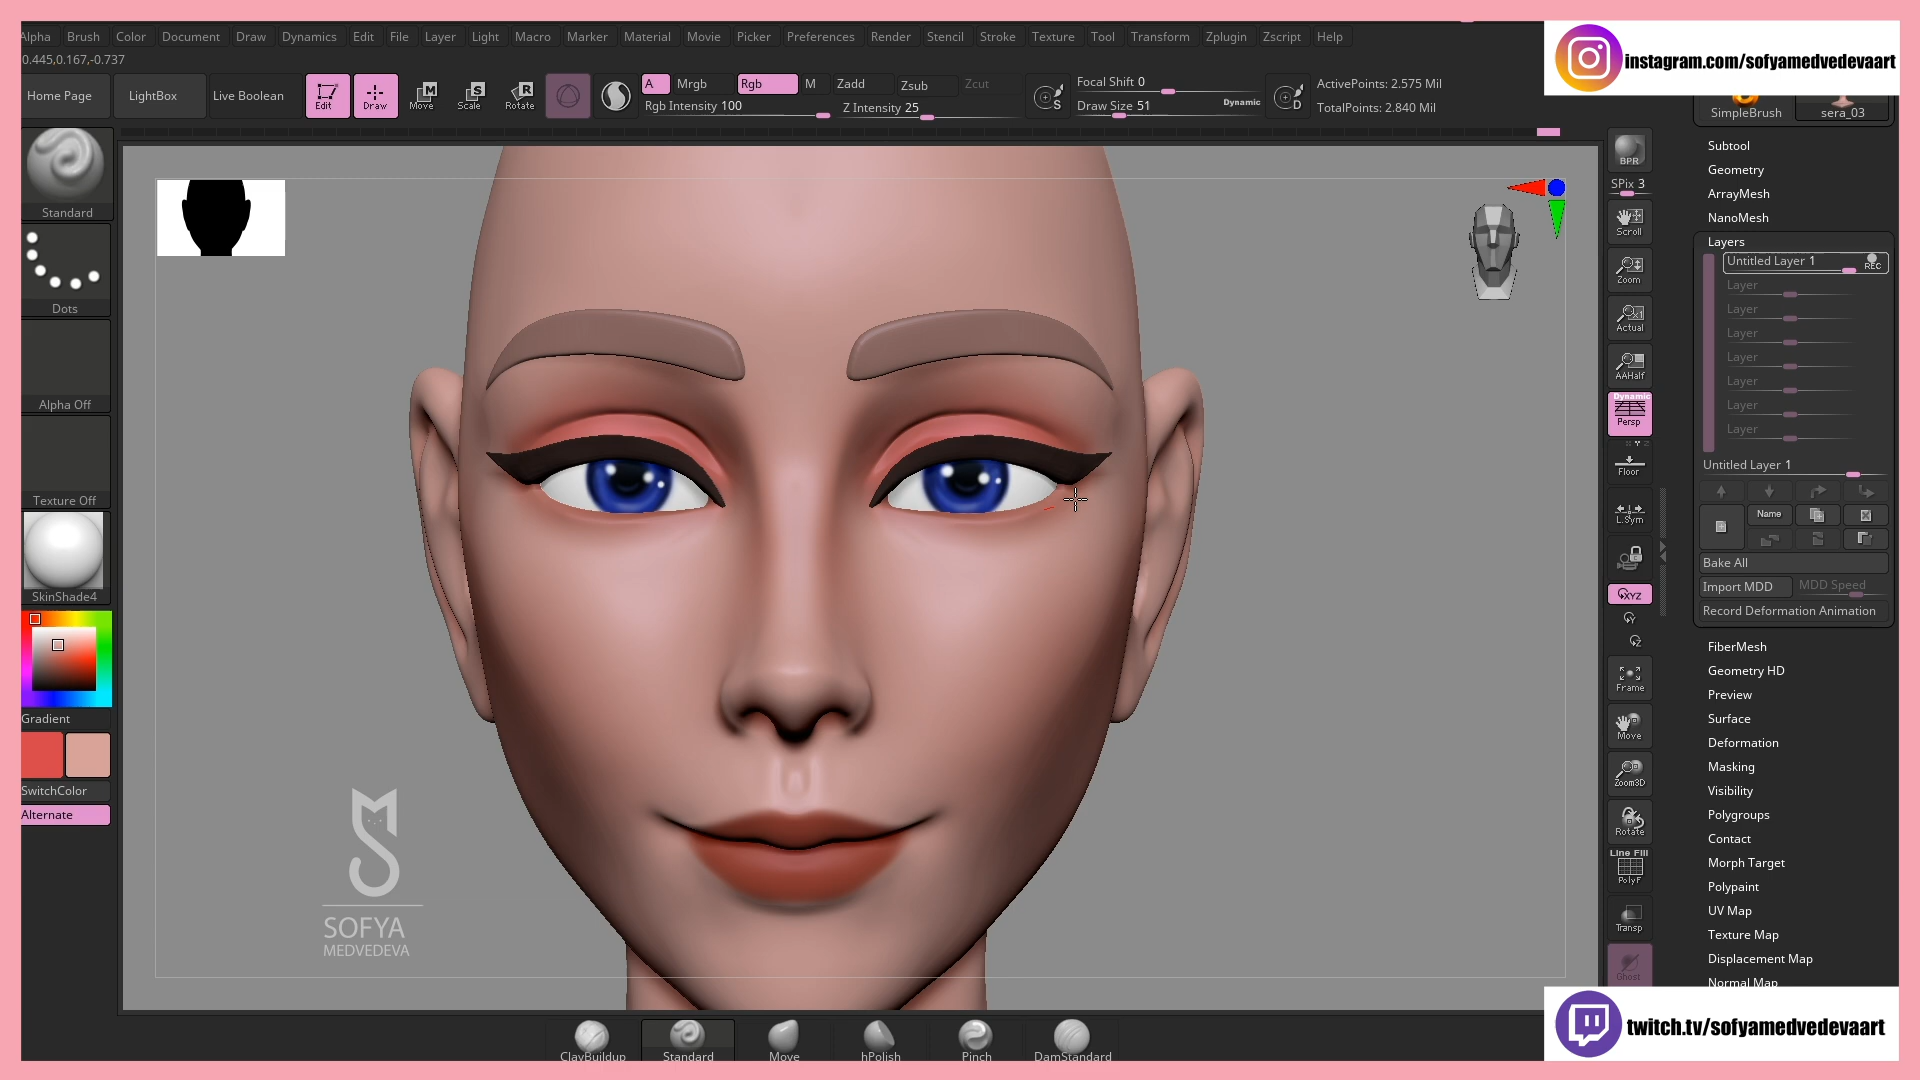 Alpha Brush Color Document Draw Dynamics Edit File Layer Light Macro Marker Material Movie Picker Preferences Render Stencil Stroke Texture Tool Transform Zplugin Zscript Help
0.445,0.167,-0.737
Home Page LightBox Live Boolean Edit Draw Move Scale Rotate
A Mrgb Rgb M Zadd Zsub Zcut
Rgb Intensity 100 Z Intensity 25
Focal Shift 0
Draw Size 51 Dynamic
ActivePoints: 2.575 Mil
TotalPoints: 2.840 Mil
instagram.com/sofyamedvedevaart
SimpleBrush sera_03
Standard
Dots
Alpha Off
Texture Off
SkinShade4
Gradient
SwitchColor
Alternate
SOFYA
MEDVEDEVA
BPR
SPix 3
Scroll
Zoom
Actual
AAHalf
Dynamic
Persp
Floor
L.Sym
XYZ
Y
Z
Frame
Move
Zoom3D
Rotate
Line Fill
PolyF
Transp
Ghost
Subtool
Geometry
ArrayMesh
NanoMesh
Layers
Untitled Layer 1 REC
Layer
Layer
Layer
Layer
Layer
Layer
Layer
Untitled Layer 1
Name
Bake All
Import MDD MDD Speed
Record Deformation Animation
FiberMesh
Geometry HD
Preview
Surface
Deformation
Masking
Visibility
Polygroups
Contact
Morph Target
Polypaint
UV Map
Texture Map
Displacement Map
Normal Map
ClayBuildup Standard Move hPolish Pinch DamStandard
twitch.tv/sofyamedvedevaart